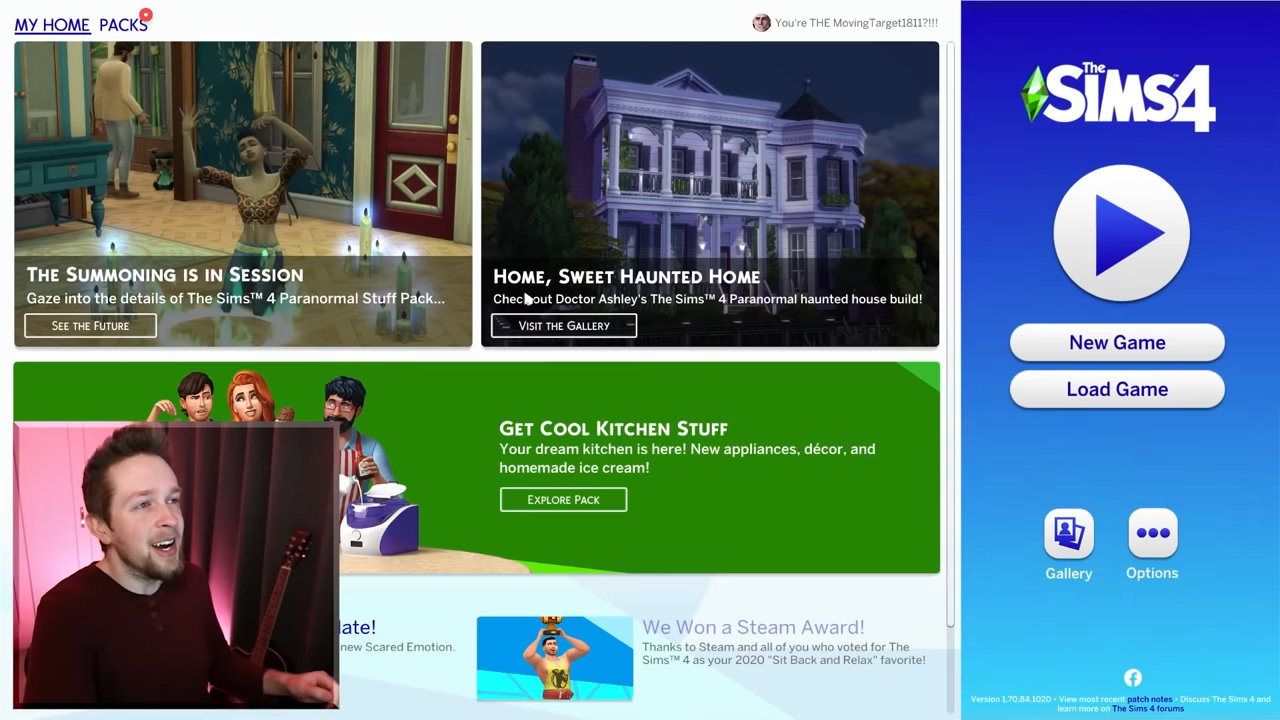 MY HOME PACKS
You're THE MovingTarget1811?!!!
THE SUMMONING IS IN SESSION
Gaze into the details of The Sims™ 4 Paranormal Stuff Pack...
SEE THE FUTURE
HOME, SWEET HAUNTED HOME
Check out Doctor Ashley's The Sims™ 4 Paranormal haunted house build!
VISIT THE GALLERY
GET COOL KITCHEN STUFF
Your dream kitchen is here! New appliances, décor, and
homemade ice cream!
EXPLORE PACK
late!
new Scared Emotion.
We Won a Steam Award!
Thanks to Steam and all of you who voted for The
Sims™ 4 as your 2020 "Sit Back and Relax" favorite!
The SIMS 4
New Game
Load Game
Gallery
Options
Version 1.70.84.1020 • View most recent patch notes • Discuss The Sims 4 and
learn more on The Sims 4 forums